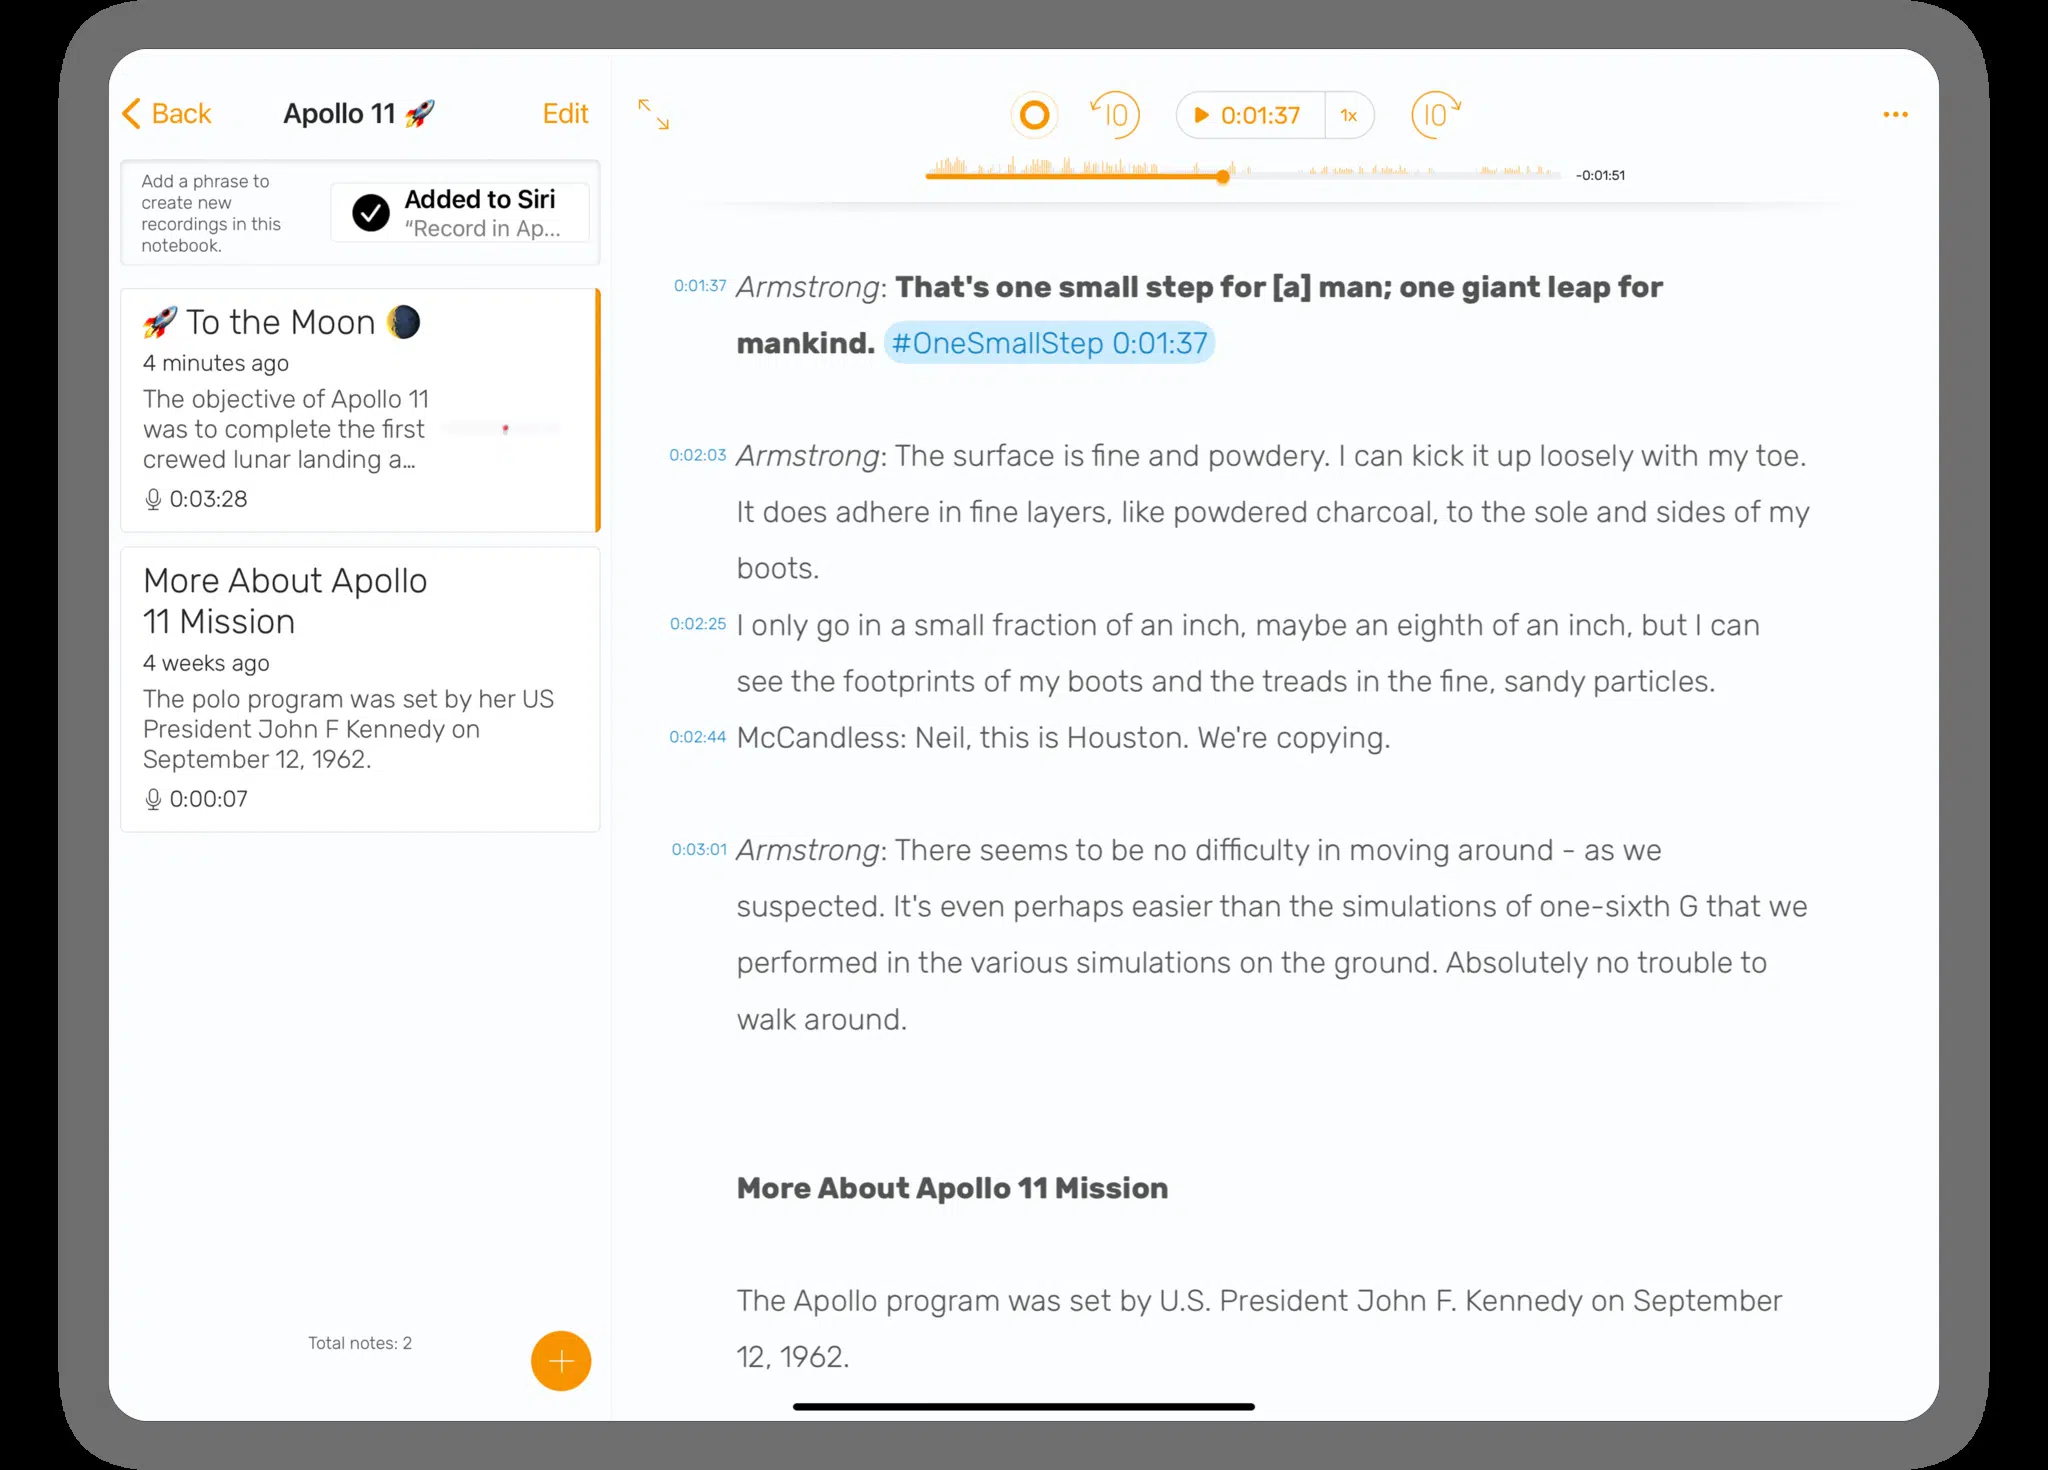 Back
Apollo 11 🚀
Edit
Add a phrase to
create new
recordings in this
notebook.
Added to Siri
“Record in Ap...
🚀 To the Moon 🌘
4 minutes ago
The objective of Apollo 11
was to complete the first
crewed lunar landing a...
0:03:28
More About Apollo
11 Mission
4 weeks ago
The polo program was set by her US
President John F Kennedy on
September 12, 1962.
0:00:07
Total notes: 2
10
0:01:37
1x
10
-0:01:51
0:01:37 Armstrong: That's one small step for [a] man; one giant leap for
mankind. #OneSmallStep 0:01:37
0:02:03 Armstrong: The surface is fine and powdery. I can kick it up loosely with my toe.
It does adhere in fine layers, like powdered charcoal, to the sole and sides of my
boots.
0:02:25 I only go in a small fraction of an inch, maybe an eighth of an inch, but I can
see the footprints of my boots and the treads in the fine, sandy particles.
0:02:44 McCandless: Neil, this is Houston. We're copying.
0:03:01 Armstrong: There seems to be no difficulty in moving around - as we
suspected. It's even perhaps easier than the simulations of one-sixth G that we
performed in the various simulations on the ground. Absolutely no trouble to
walk around.
More About Apollo 11 Mission
The Apollo program was set by U.S. President John F. Kennedy on September
12, 1962.